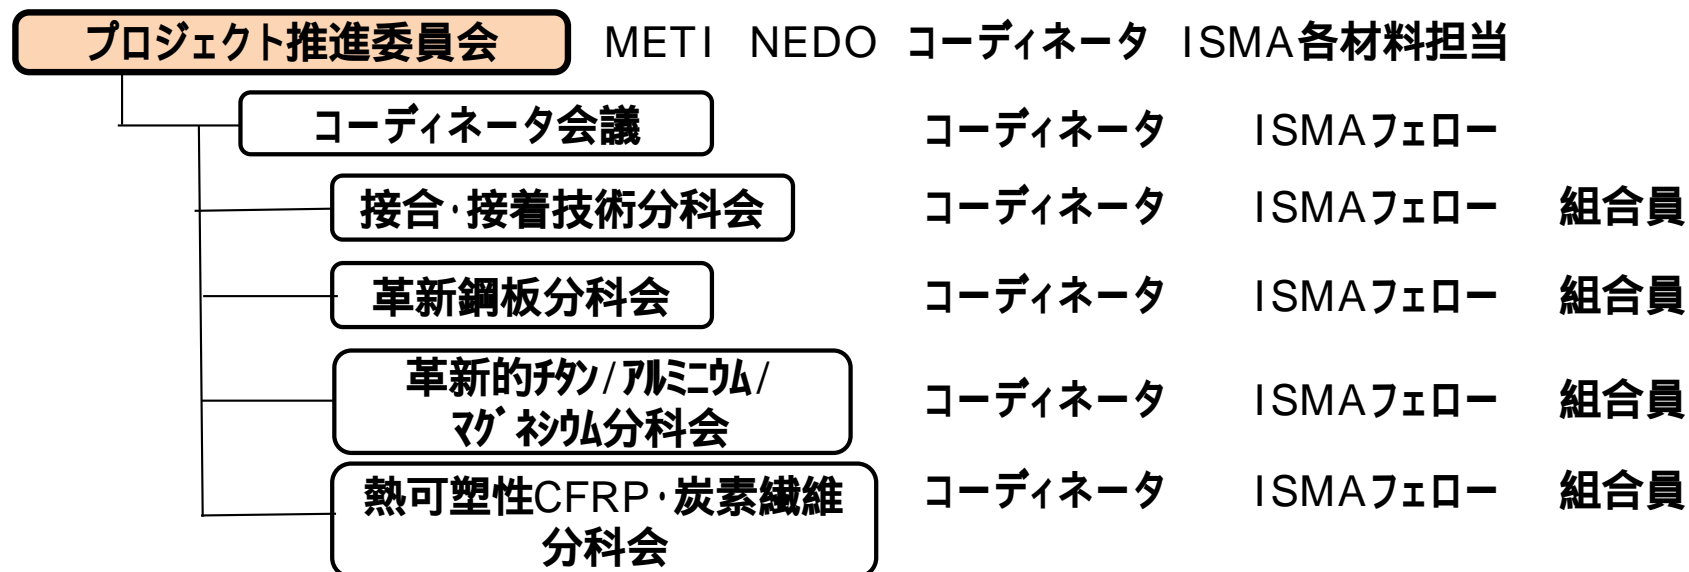 プロジェクト推進委員会 METI NEDO コーディネータ ISMA各材料担当
コーディネータ会議 コーディネータ ISMAフェロー
接合・接着技術分科会 コーディネータ ISMAフェロー 組合員
革新鋼板分科会 コーディネータ ISMAフェロー 組合員
革新的ﾁﾀﾝ/ｱﾙﾐﾆｳﾑ/
ﾏｸﾞﾈｼｳﾑ分科会 コーディネータ ISMAフェロー 組合員
熱可塑性CFRP・炭素繊維
分科会 コーディネータ ISMAフェロー 組合員